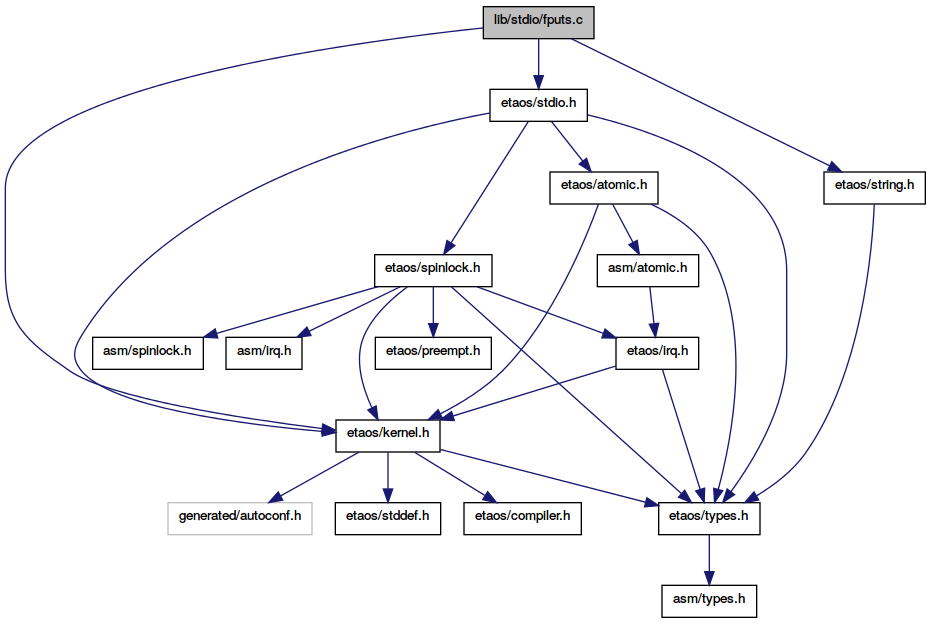 lib/stdio/fputs.c
etaos/stdio.h
etaos/atomic.h
etaos/string.h
etaos/spinlock.h
asm/atomic.h
asm/spinlock.h
asm/irq.h
etaos/preempt.h
etaos/irq.h
etaos/kernel.h
generated/autoconf.h
etaos/stddef.h
etaos/compiler.h
etaos/types.h
asm/types.h